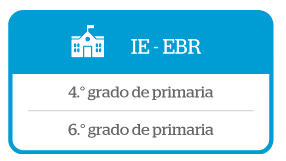 IE - EBR
4.° grado de primaria
6.° grado de primaria